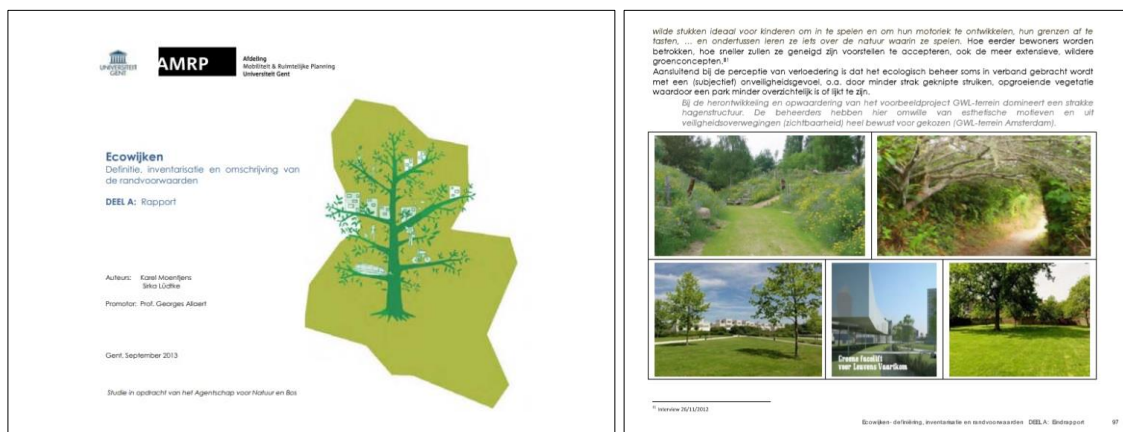 UNIVERSITEIT
GENT
AMRP
Afdeling
Mobiliteit & Ruimtelijke Planning
Universiteit Gent
Ecowijken
Definitie, inventarisatie en omschrijving van
de randvoorwaarden
DEEL A: Rapport
Auteurs: Karel Moentjens
Sirka Lüdtke
Promotor: Prof. Georges Allaert
Gent, September 2013
Studie in opdracht van het Agentschap voor Natuur en Bos
wilde stukken ideaal voor kinderen om in te spelen en om hun motoriek te ontwikkelen, hun grenzen af te
tasten, … en ondertussen leren ze iets over de natuur waarin ze spelen. Hoe eerder bewoners worden
betrokken, hoe sneller zullen ze geneigd zijn voorstellen te accepteren, ook de meer extensieve, wildere
groenconcepten.³¹
Aansluitend bij de perceptie van verloedering is dat het ecologisch beheer soms in verband gebracht wordt
met een (subjectief) onveiligheidsgevoel, o.a. door minder strak geknipte struiken, opgroeiende vegetatie
waardoor een park minder overzichtelijk is of lijkt te zijn.
Bij de herontwikkeling en opwaardering van het voorbeeldproject GWL-terrein domineert een strakke
hagenstructuur. De beheerders hebben hier omwille van esthetische motieven en uit
veiligheidsoverwegingen (zichtbaarheid) heel bewust voor gekozen (GWL-terrein Amsterdam).
Groene facelift
voor Leuvens Vaartkom
³¹ Interview 26/11/2012
Ecowijken - definiëring, inventarisatie en randvoorwaarden DEEL A: Eindrapport 97